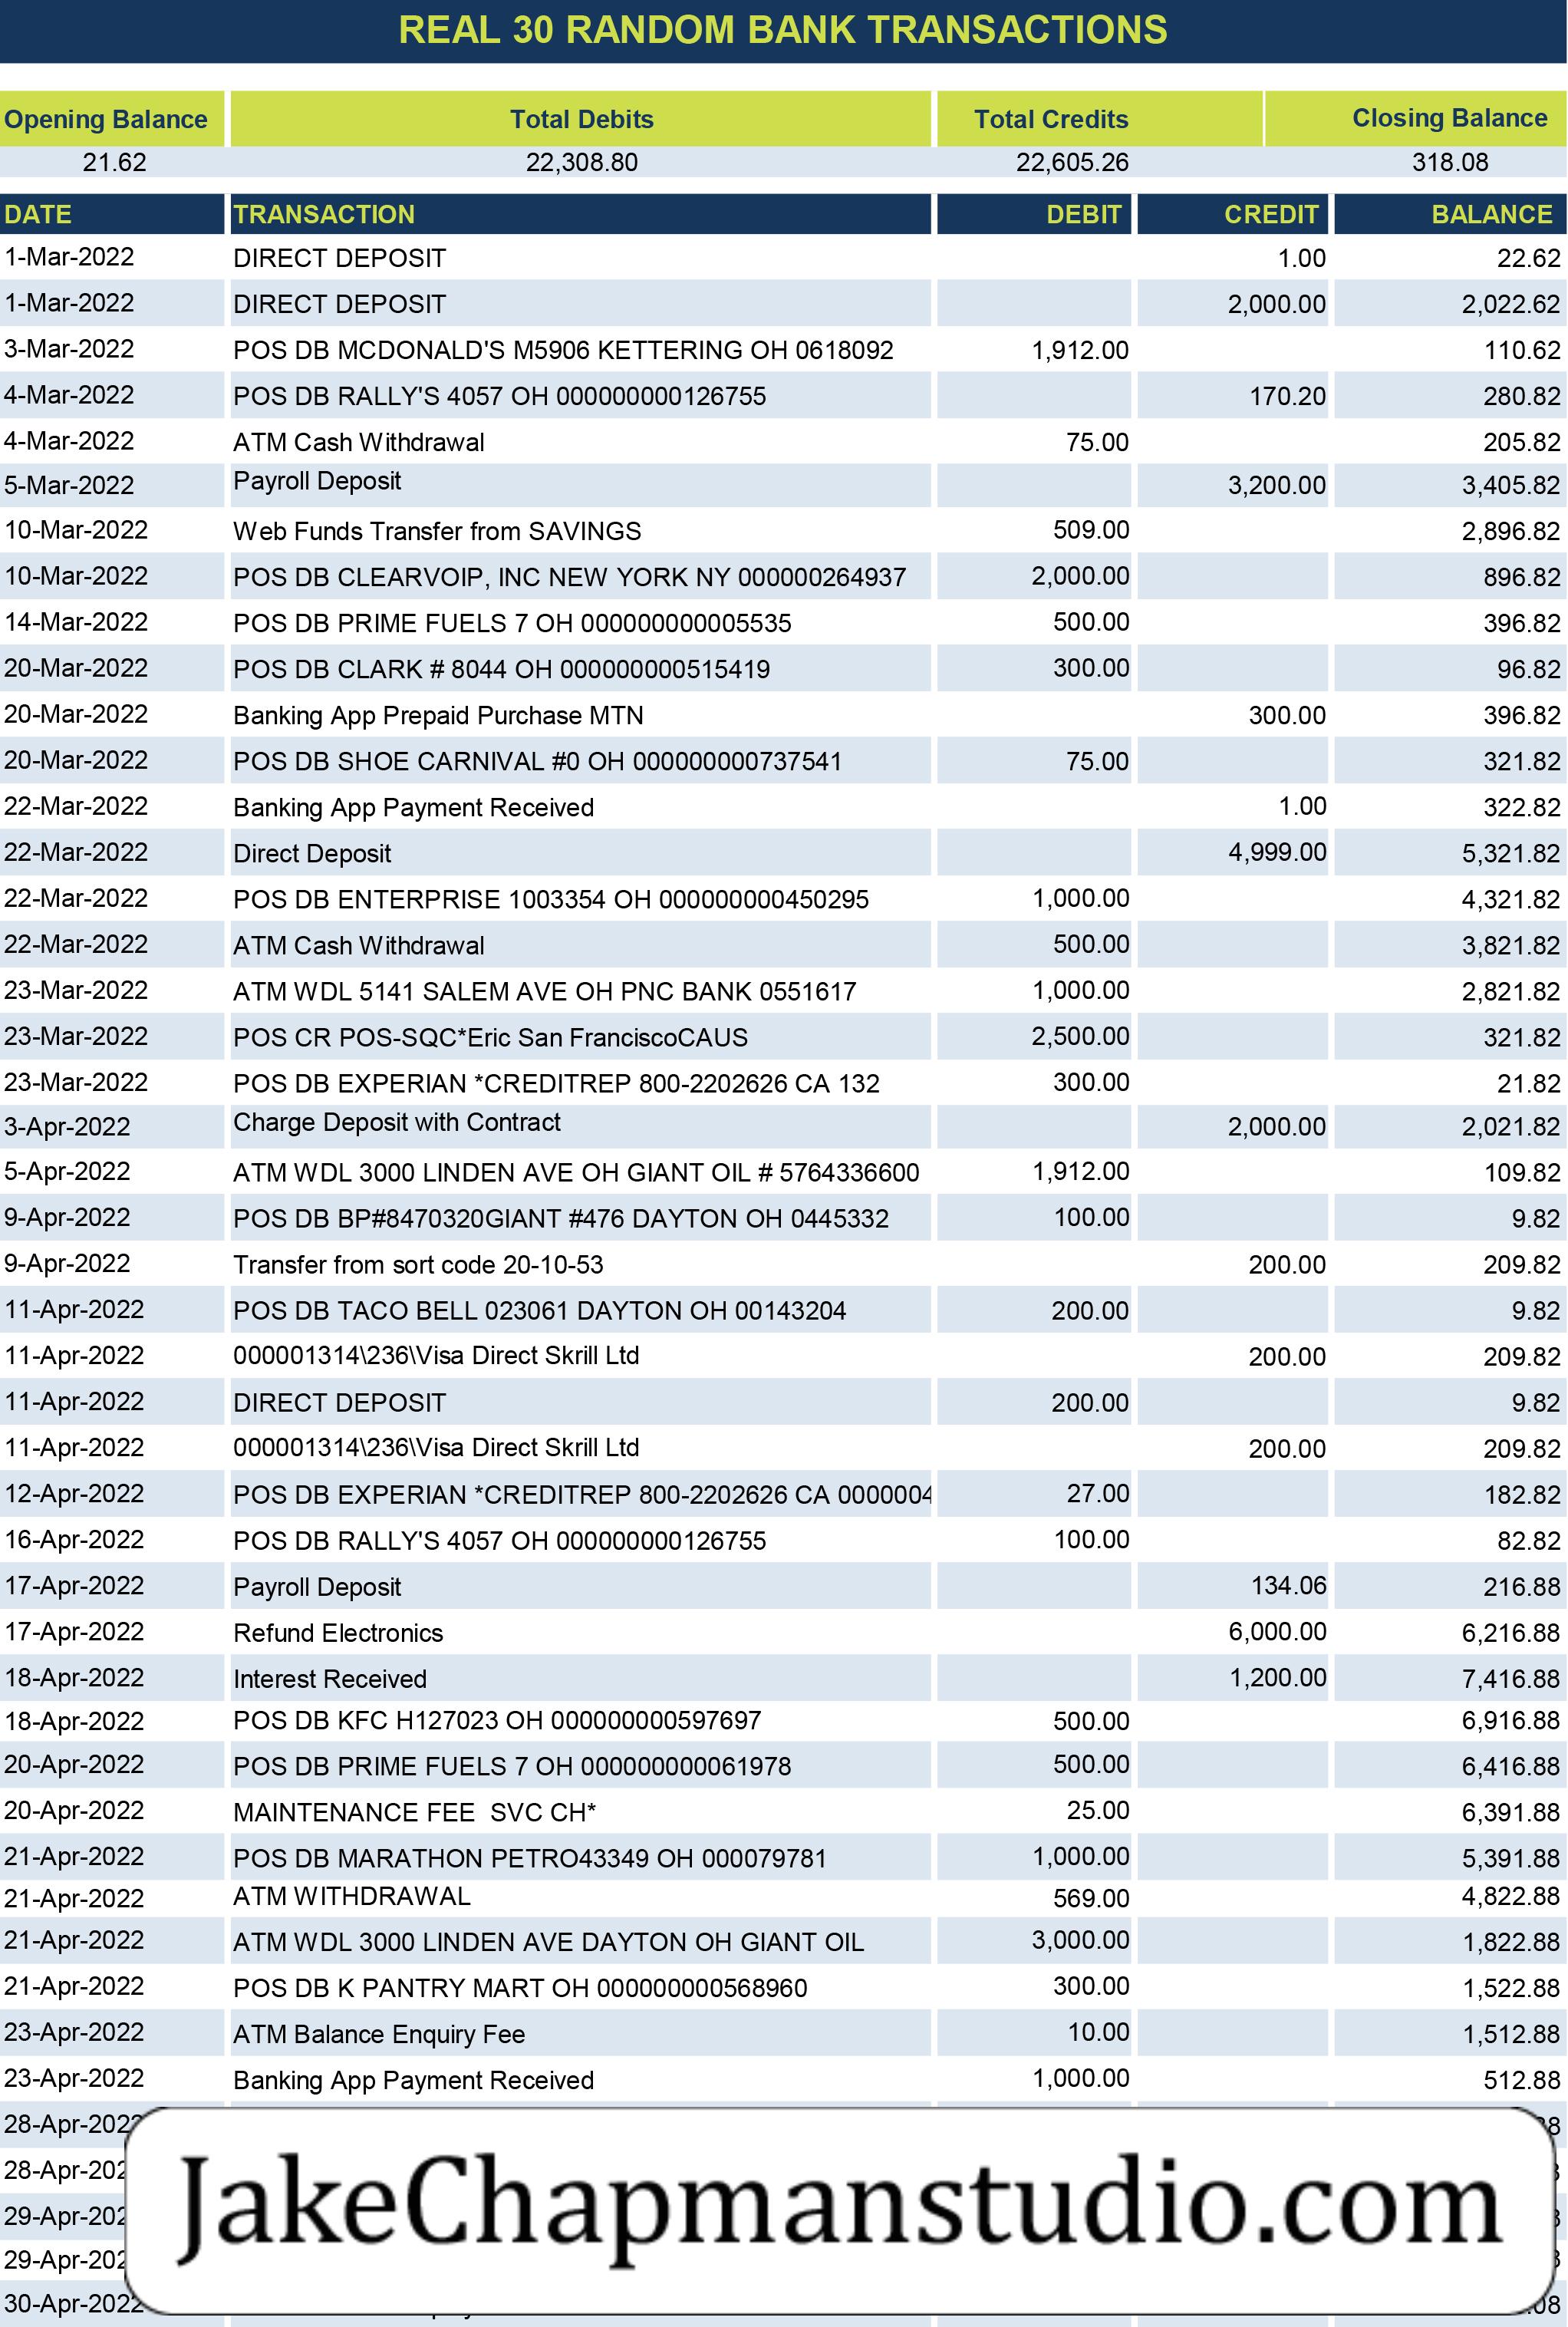 REAL 30 RANDOM BANK TRANSACTIONS
Opening Balance Total Debits Total Credits Closing Balance
21.62 22,308.80 22,605.26 318.08
DATE TRANSACTION DEBIT CREDIT BALANCE
1-Mar-2022 DIRECT DEPOSIT 1.00 22.62
1-Mar-2022 DIRECT DEPOSIT 2,000.00 2,022.62
3-Mar-2022 POS DB MCDONALD'S M5906 KETTERING OH 0618092 1,912.00 110.62
4-Mar-2022 POS DB RALLY'S 4057 OH 000000000126755 170.20 280.82
4-Mar-2022 ATM Cash Withdrawal 75.00 205.82
5-Mar-2022 Payroll Deposit 3,200.00 3,405.82
10-Mar-2022 Web Funds Transfer from SAVINGS 509.00 2,896.82
10-Mar-2022 POS DB CLEARVOIP, INC NEW YORK NY 000000264937 2,000.00 896.82
14-Mar-2022 POS DB PRIME FUELS 7 OH 000000000005535 500.00 396.82
20-Mar-2022 POS DB CLARK # 8044 OH 000000000515419 300.00 96.82
20-Mar-2022 Banking App Prepaid Purchase MTN 300.00 396.82
20-Mar-2022 POS DB SHOE CARNIVAL #0 OH 000000000737541 75.00 321.82
22-Mar-2022 Banking App Payment Received 1.00 322.82
22-Mar-2022 Direct Deposit 4,999.00 5,321.82
22-Mar-2022 POS DB ENTERPRISE 1003354 OH 000000000450295 1,000.00 4,321.82
22-Mar-2022 ATM Cash Withdrawal 500.00 3,821.82
23-Mar-2022 ATM WDL 5141 SALEM AVE OH PNC BANK 0551617 1,000.00 2,821.82
23-Mar-2022 POS CR POS-SQC*Eric San FranciscoCAUS 2,500.00 321.82
23-Mar-2022 POS DB EXPERIAN *CREDITREP 800-2202626 CA 132 300.00 21.82
3-Apr-2022 Charge Deposit with Contract 2,000.00 2,021.82
5-Apr-2022 ATM WDL 3000 LINDEN AVE OH GIANT OIL # 5764336600 1,912.00 109.82
9-Apr-2022 POS DB BP#8470320GIANT #476 DAYTON OH 0445332 100.00 9.82
9-Apr-2022 Transfer from sort code 20-10-53 200.00 209.82
11-Apr-2022 POS DB TACO BELL 023061 DAYTON OH 00143204 200.00 9.82
11-Apr-2022 000001314\236\Visa Direct Skrill Ltd 200.00 209.82
11-Apr-2022 DIRECT DEPOSIT 200.00 9.82
11-Apr-2022 000001314\236\Visa Direct Skrill Ltd 200.00 209.82
12-Apr-2022 POS DB EXPERIAN *CREDITREP 800-2202626 CA 0000004 27.00 182.82
16-Apr-2022 POS DB RALLY'S 4057 OH 000000000126755 100.00 82.82
17-Apr-2022 Payroll Deposit 134.06 216.88
17-Apr-2022 Refund Electronics 6,000.00 6,216.88
18-Apr-2022 Interest Received 1,200.00 7,416.88
18-Apr-2022 POS DB KFC H127023 OH 000000000597697 500.00 6,916.88
20-Apr-2022 POS DB PRIME FUELS 7 OH 000000000061978 500.00 6,416.88
20-Apr-2022 MAINTENANCE FEE SVC CH* 25.00 6,391.88
21-Apr-2022 POS DB MARATHON PETRO43349 OH 000079781 1,000.00 5,391.88
21-Apr-2022 ATM WITHDRAWAL 569.00 4,822.88
21-Apr-2022 ATM WDL 3000 LINDEN AVE DAYTON OH GIANT OIL 3,000.00 1,822.88
21-Apr-2022 POS DB K PANTRY MART OH 000000000568960 300.00 1,522.88
23-Apr-2022 ATM Balance Enquiry Fee 10.00 1,512.88
23-Apr-2022 Banking App Payment Received 1,000.00 512.88
28-Apr-2022
28-Apr-202
29-Apr-202
29-Apr-202
30-Apr-2022 .08
JakeChapmanstudio.com